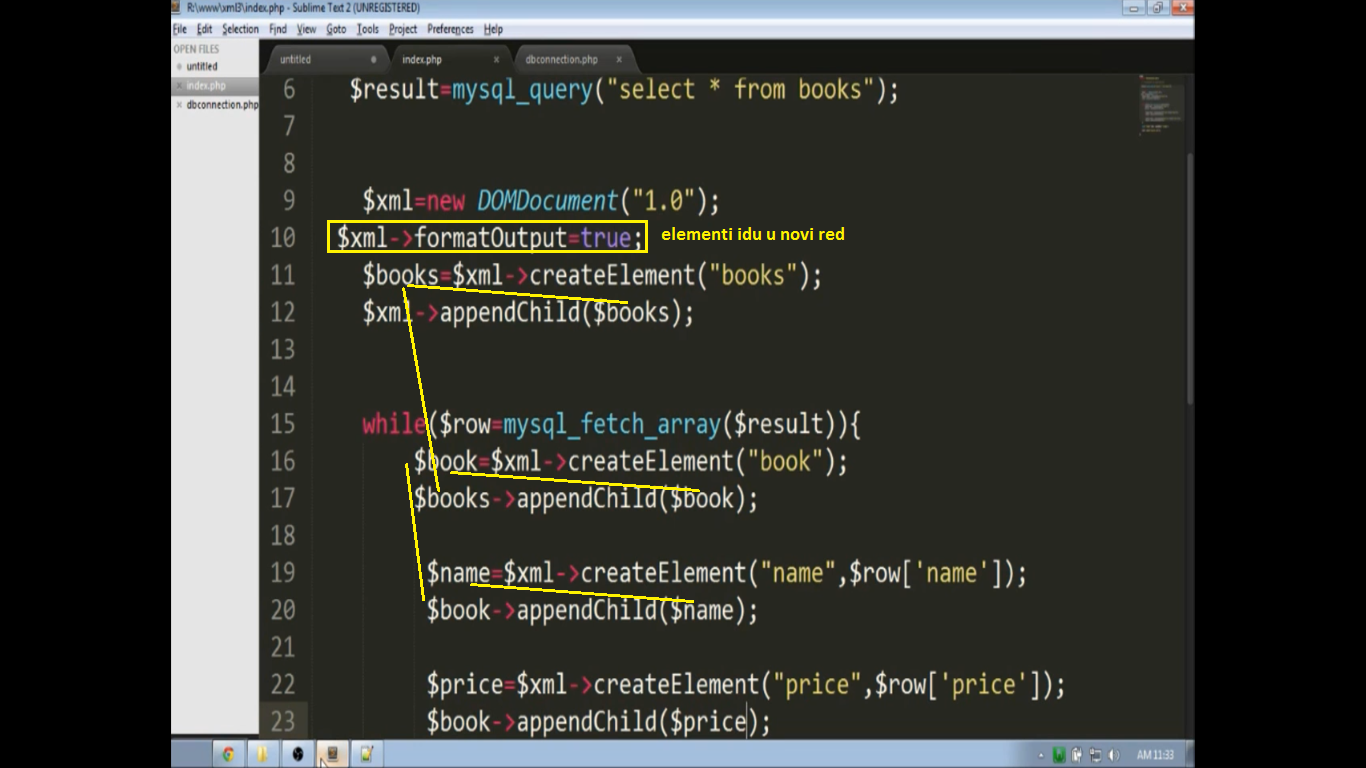 R:\www\xml3\index.php - Sublime Text 2 (UNREGISTERED)
File Edit Selection Find View Goto Tools Project Preferences Help
OPEN FILES
untitled
index.php
dbconnection.php
untitled index.php dbconnection.php
6 $result=mysql_query("select * from books");
7
8
9 $xml=new DOMDocument("1.0");
10 $xml->formatOutput=true; elementi idu u novi red
11 $books=$xml->createElement("books");
12 $xml->appendChild($books);
13
14
15 while($row=mysql_fetch_array($result)){
16 $book=$xml->createElement("book");
17 $books->appendChild($book);
18
19 $name=$xml->createElement("name",$row['name']);
20 $book->appendChild($name);
21
22 $price=$xml->createElement("price",$row['price']);
23 $book->appendChild($price);
AM 11:33